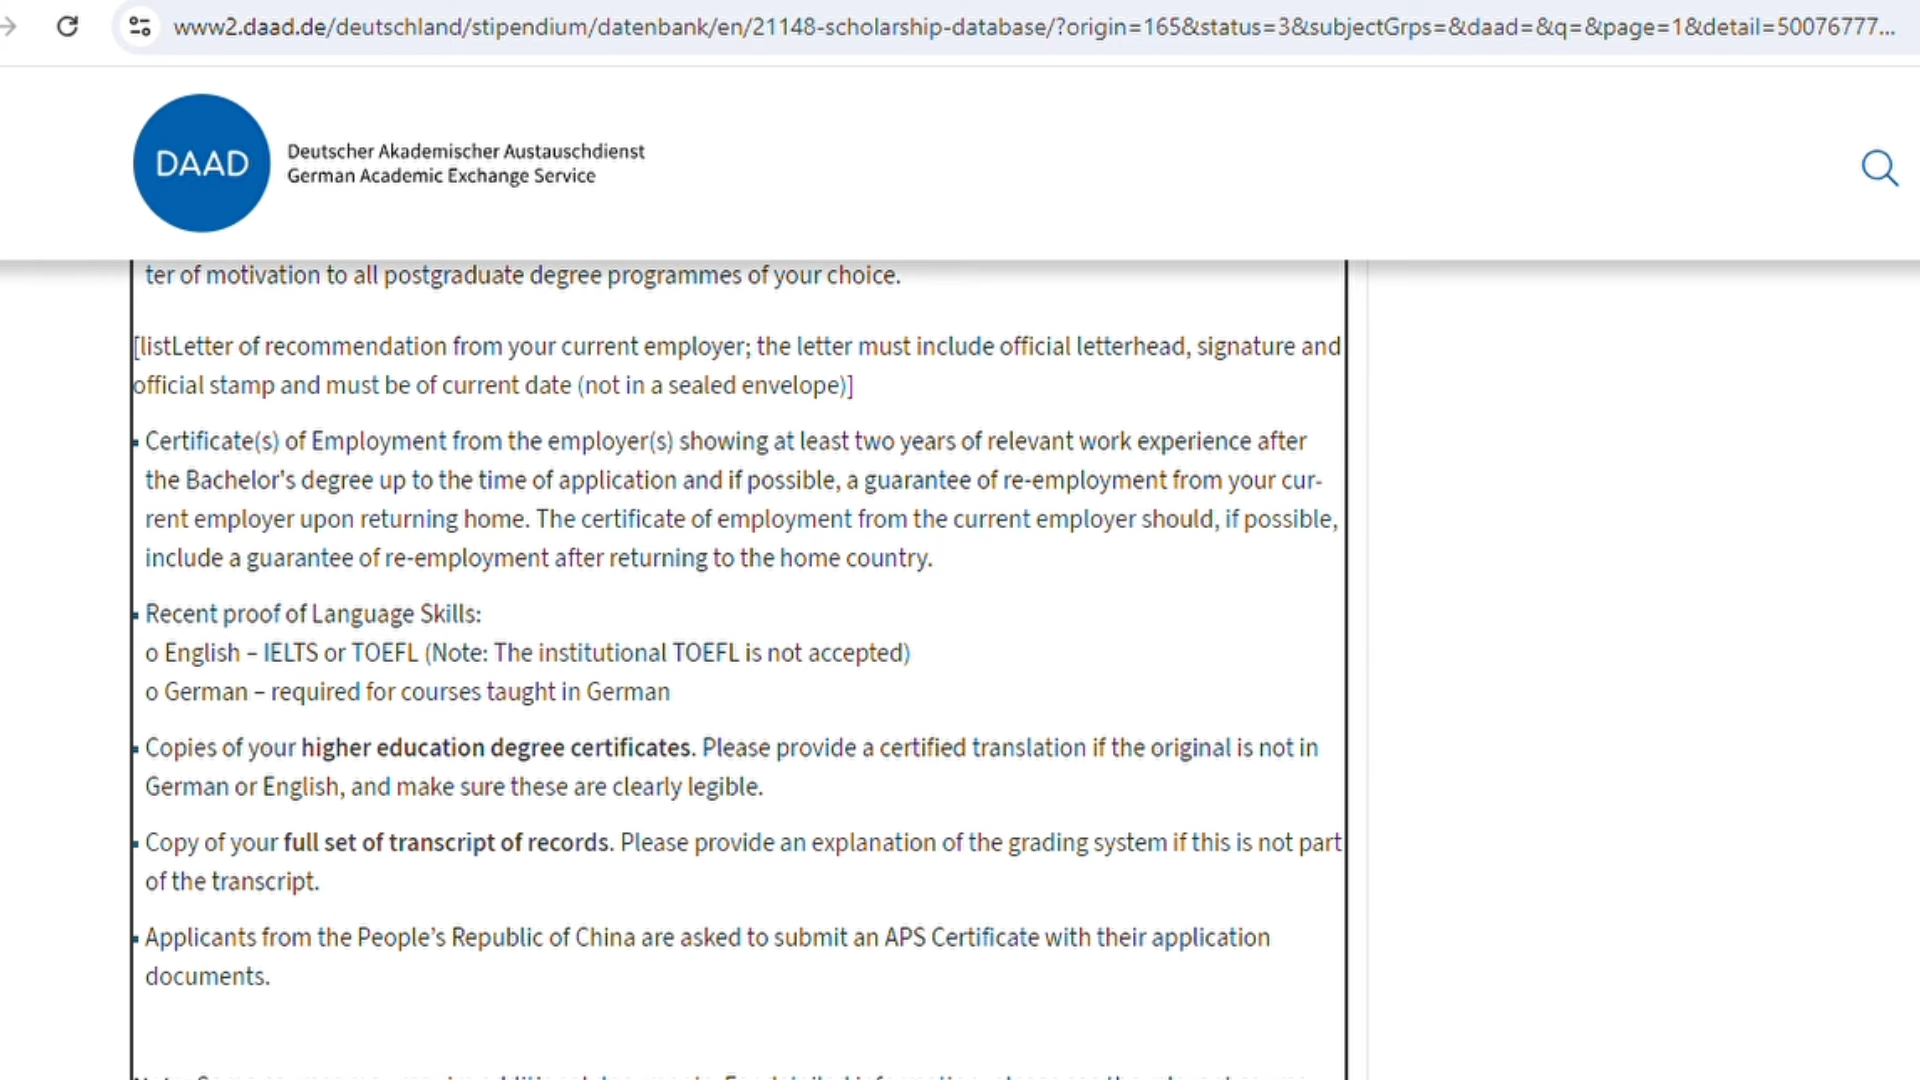 www2.daad.de/deutschland/stipendium/datenbank/en/21148-scholarship-database/?origin=165&status=3&subjectGrps=&daad=&q=&page=1&detail=50076777...
DAAD
Deutscher Akademischer Austauschdienst
German Academic Exchange Service
ter of motivation to all postgraduate degree programmes of your choice.
[listLetter of recommendation from your current employer; the letter must include official letterhead, signature and
official stamp and must be of current date (not in a sealed envelope)]
▪ Certificate(s) of Employment from the employer(s) showing at least two years of relevant work experience after
the Bachelor's degree up to the time of application and if possible, a guarantee of re-employment from your cur-
rent employer upon returning home. The certificate of employment from the current employer should, if possible,
include a guarantee of re-employment after returning to the home country.
▪ Recent proof of Language Skills:
o English – IELTS or TOEFL (Note: The institutional TOEFL is not accepted)
o German – required for courses taught in German
▪ Copies of your higher education degree certificates. Please provide a certified translation if the original is not in
German or English, and make sure these are clearly legible.
▪ Copy of your full set of transcript of records. Please provide an explanation of the grading system if this is not part
of the transcript.
▪ Applicants from the People’s Republic of China are asked to submit an APS Certificate with their application
documents.